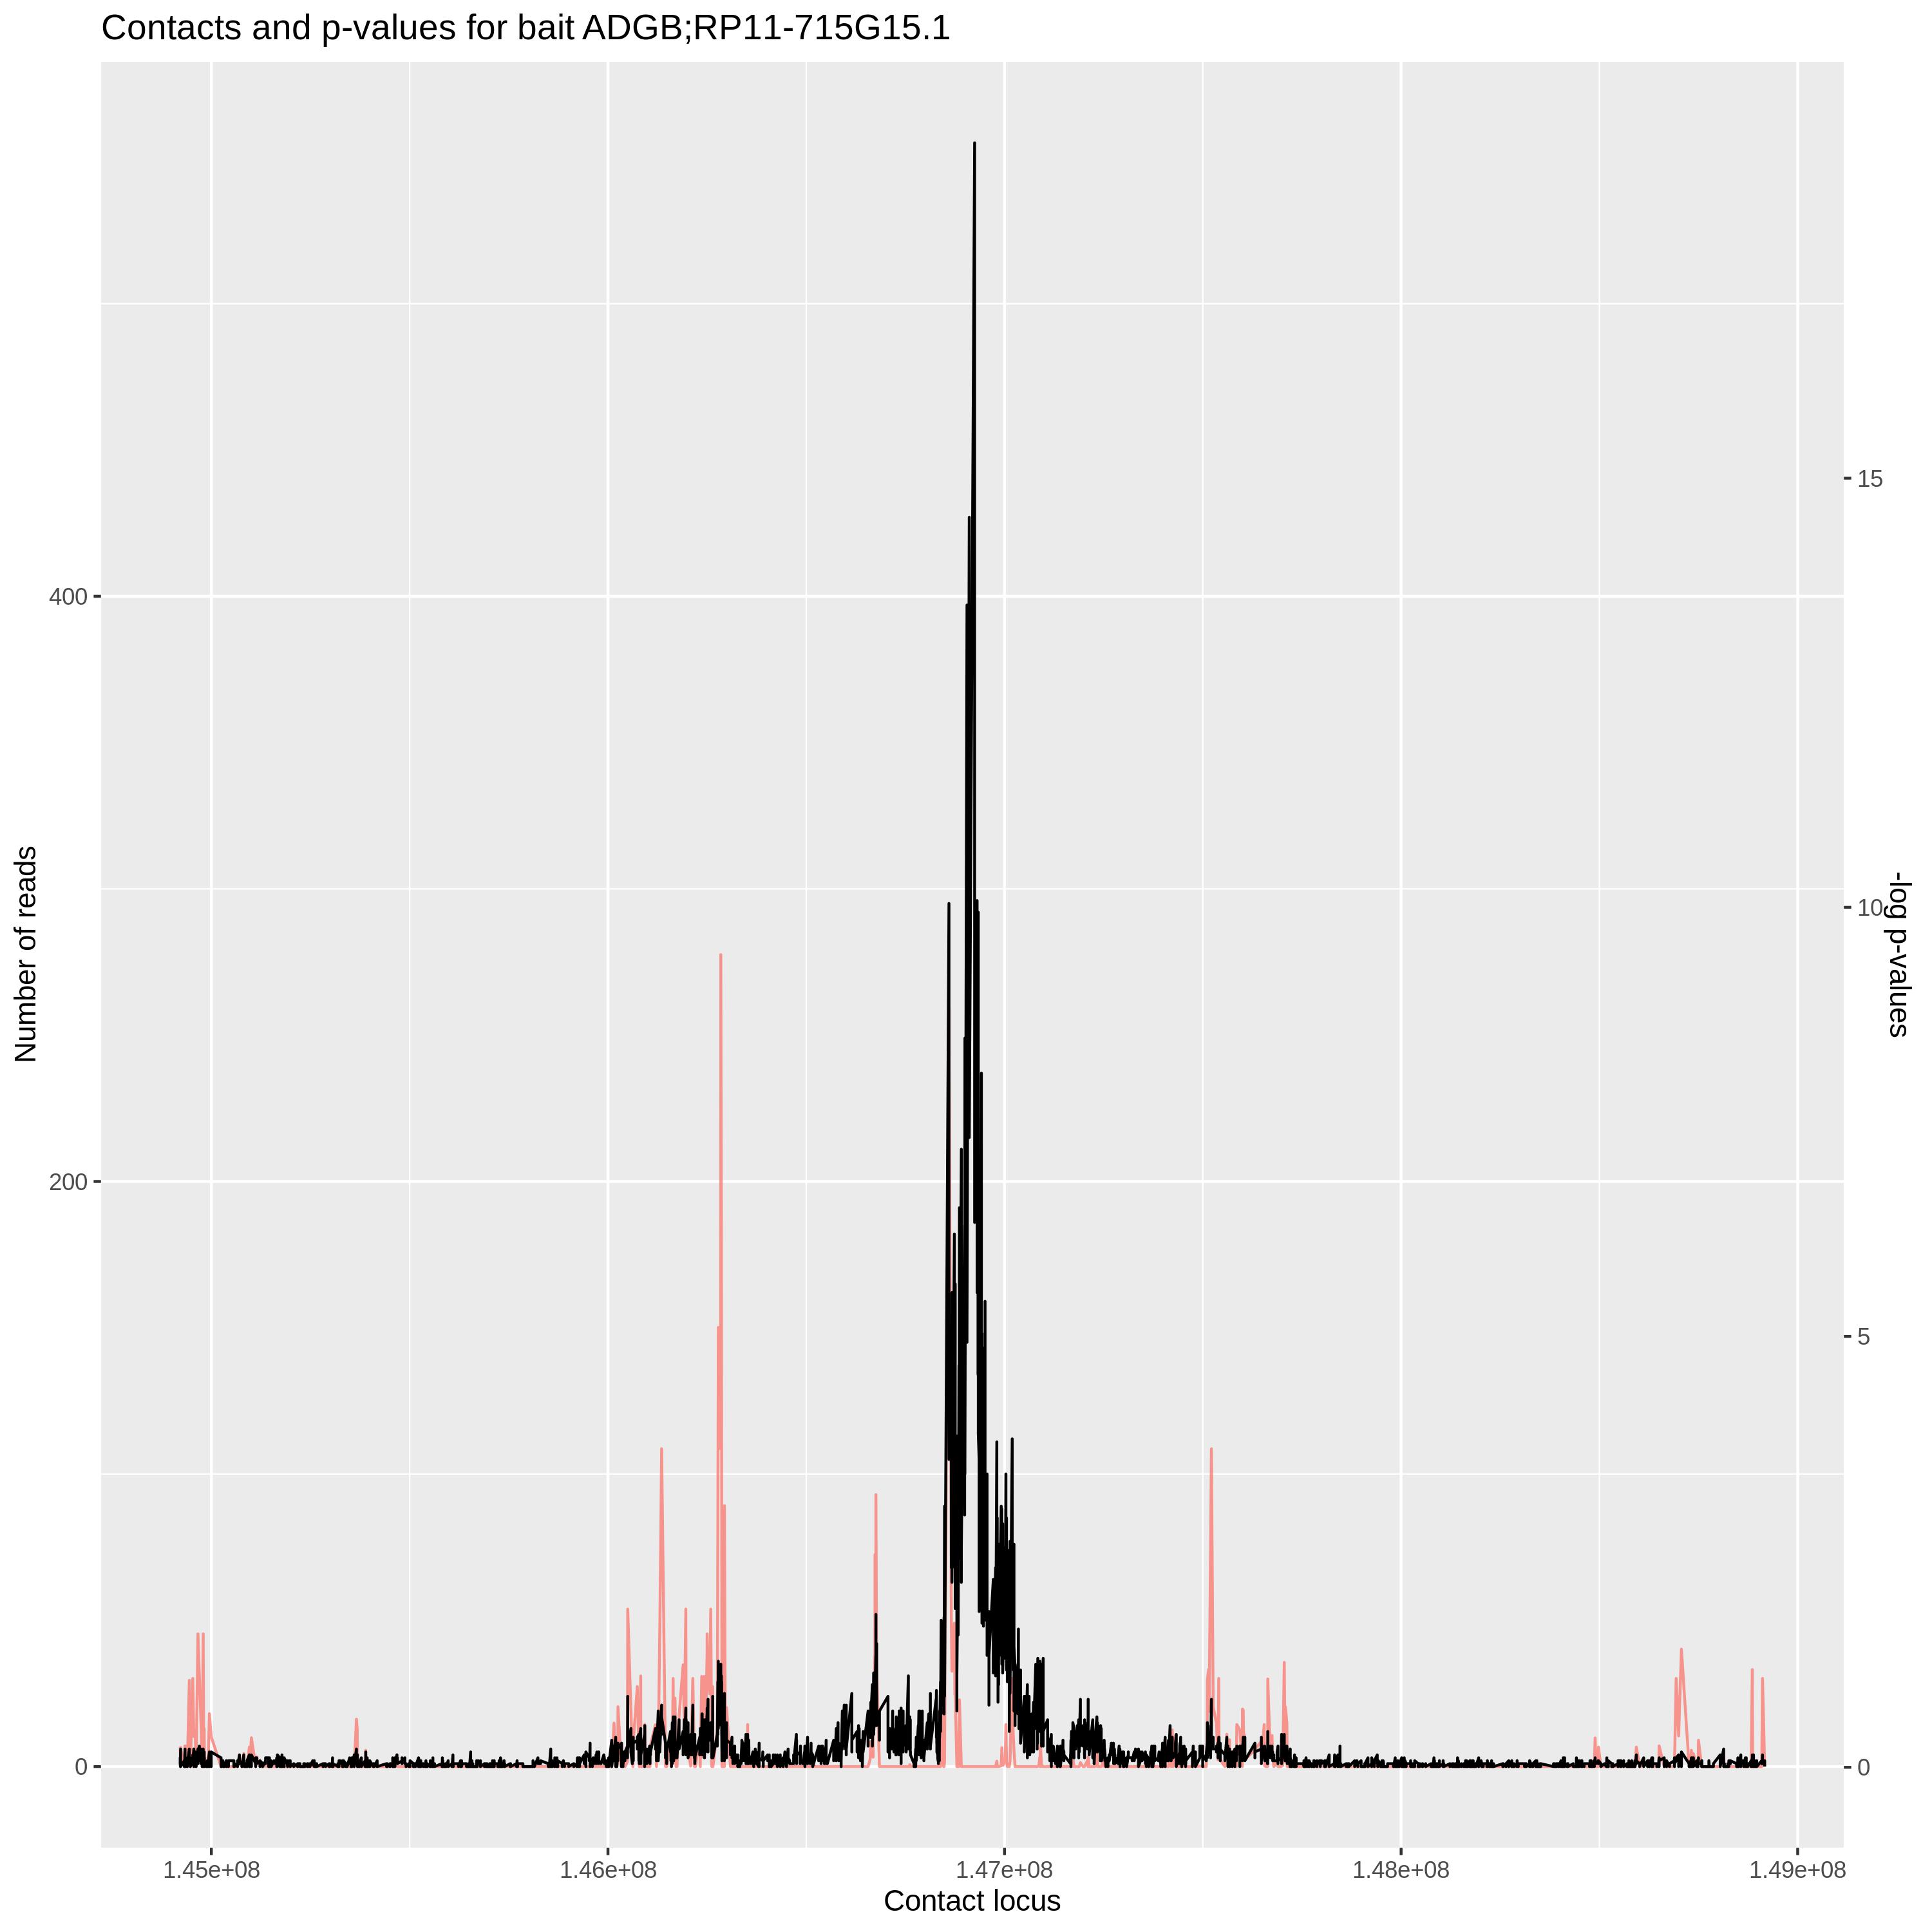 Contacts and p-values for bait ADGB;RP11-715G15.1
Number of reads
400
200
0
15
10
5
0
-log p-values
1.45e+08 1.46e+08 1.47e+08 1.48e+08 1.49e+08
Contact locus